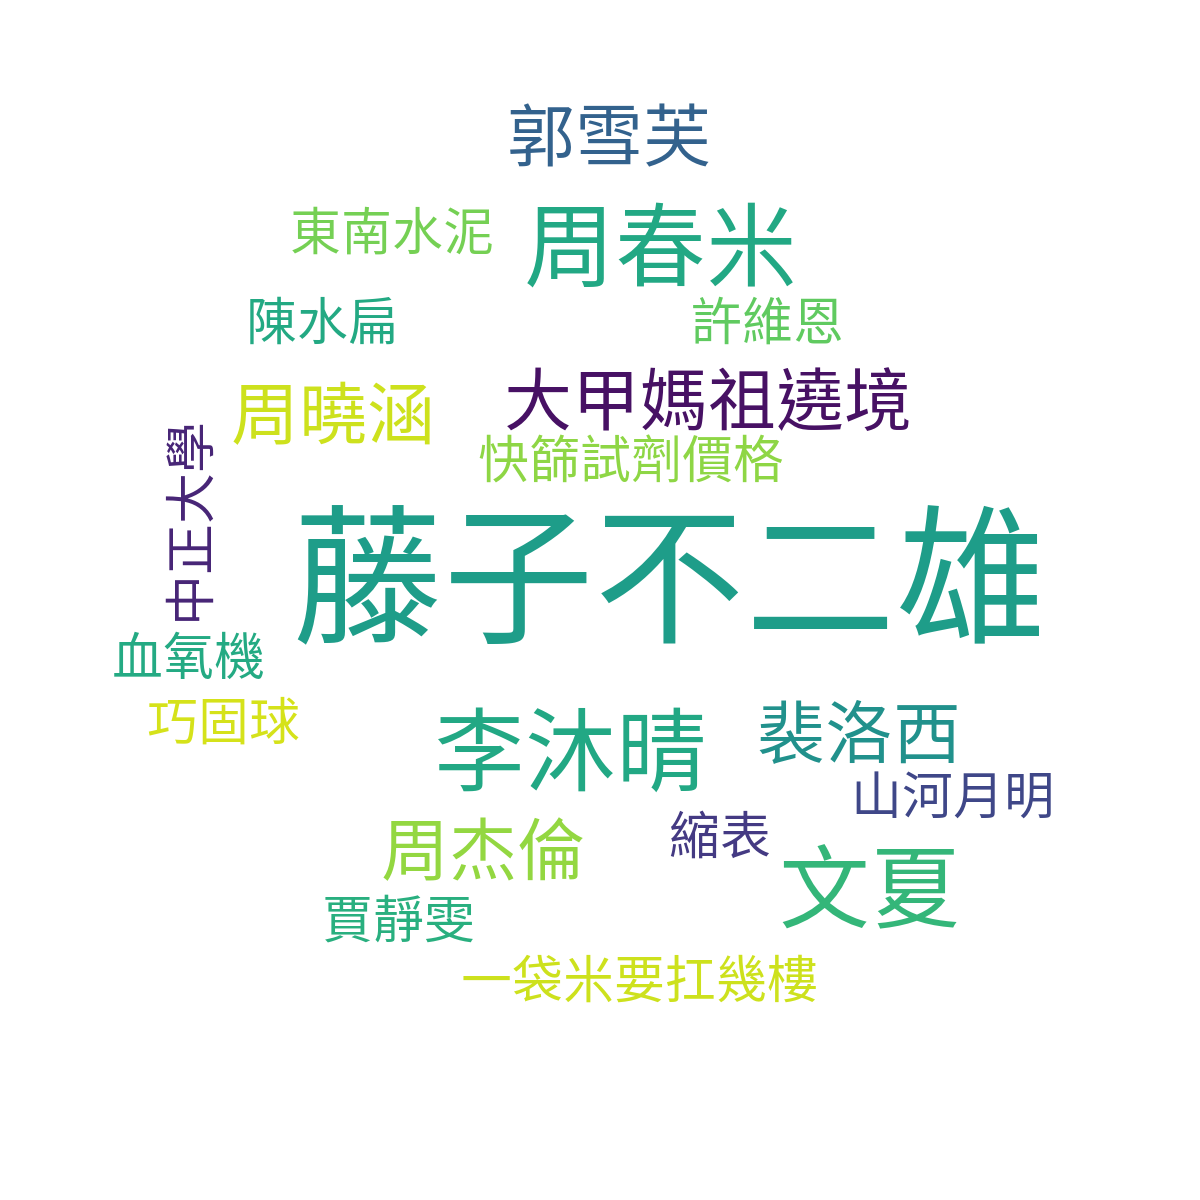 郭雪芙
東南水泥
周春米
陳水扁
許維恩
大甲媽祖遶境
周曉涵
快篩試劑價格
中正大學
藤子不二雄
血氧機
巧固球
李沐晴
裴洛西
山河月明
縮表
周杰倫
文夏
賈靜雯
一袋米要扛幾樓